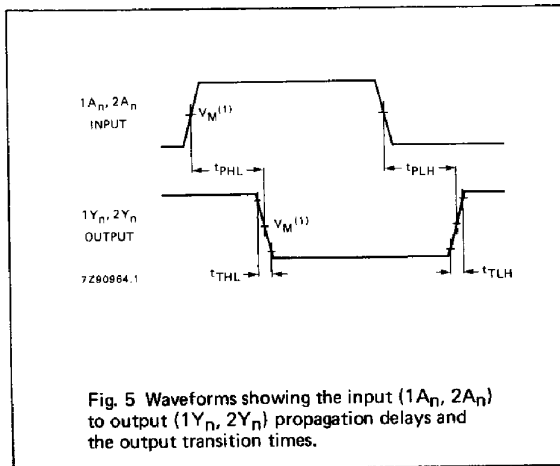 1An, 2An
INPUT
VM(1)
tPHL
tPLH
1Yn, 2Yn
OUTPUT
VM(1)
7Z90964.1
tTHL
tTLH
Fig. 5 Waveforms showing the input (1An, 2An)
to output (1Yn, 2Yn) propagation delays and
the output transition times.